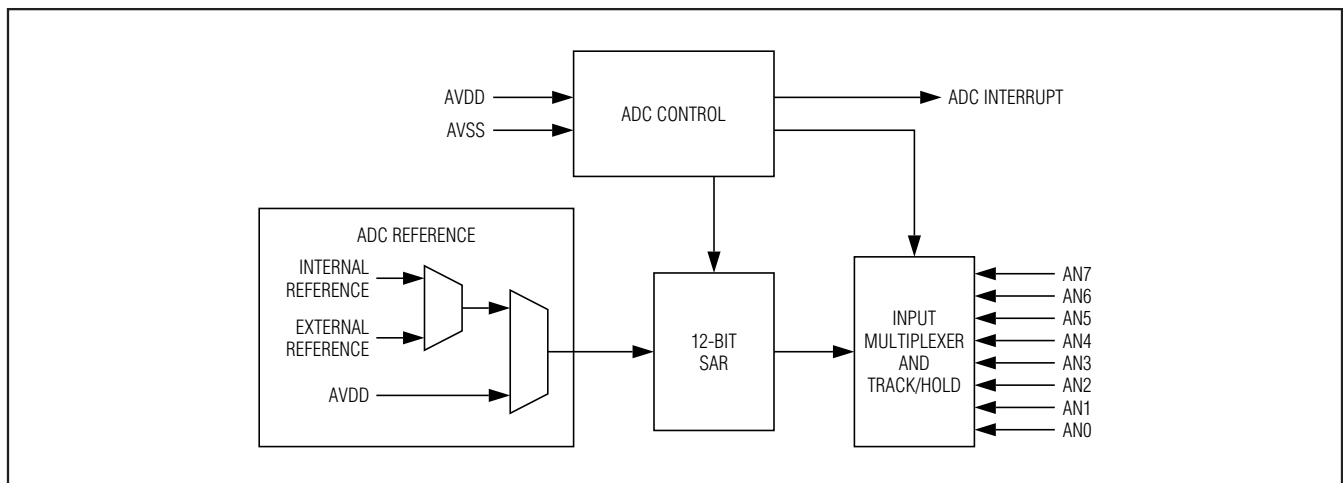 AVDD
AVSS
ADC CONTROL
ADC INTERRUPT
ADC REFERENCE
INTERNAL
REFERENCE
EXTERNAL
REFERENCE
AVDD
12-BIT
SAR
INPUT
MULTIPLEXER
AND
TRACK/HOLD
AN7
AN6
AN5
AN4
AN3
AN2
AN1
AN0